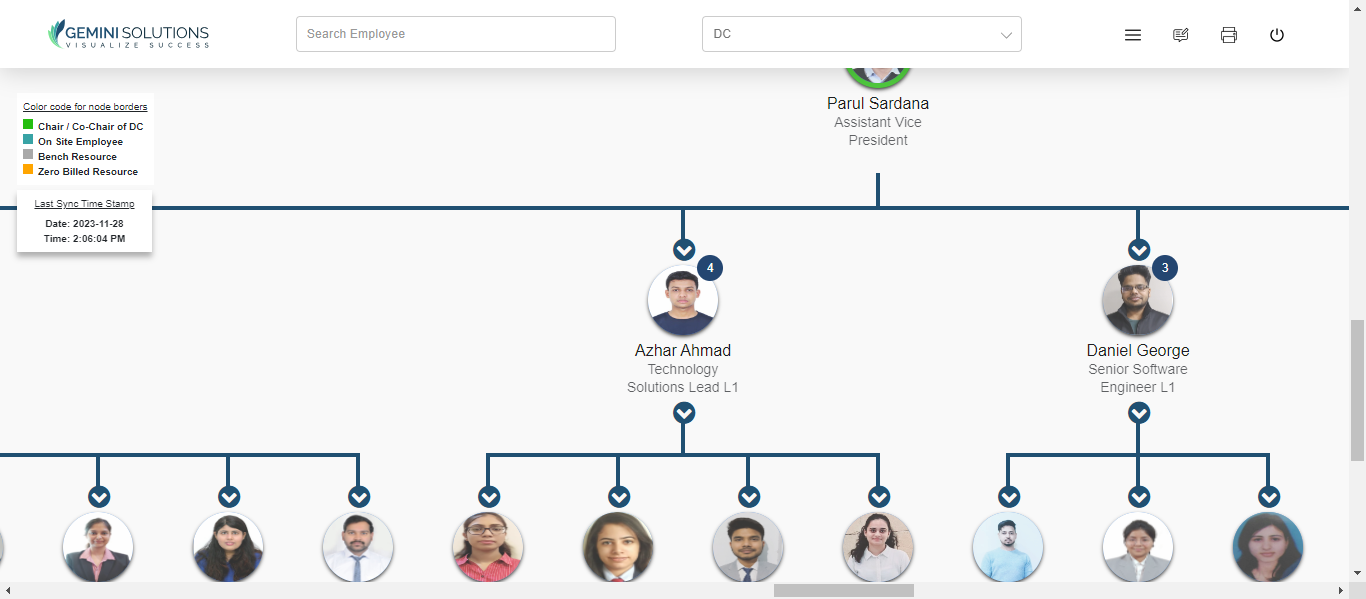 GEMINI SOLUTIONS
VISUALIZE SUCCESS
Search Employee
DC
Parul Sardana
Assistant Vice
President
Color code for node borders
Chair / Co-Chair of DC
On Site Employee
Bench Resource
Zero Billed Resource
Last Sync Time Stamp
Date: 2023-11-28
Time: 2:06:04 PM
4
Azhar Ahmad
Technology
Solutions Lead L1
3
Daniel George
Senior Software
Engineer L1